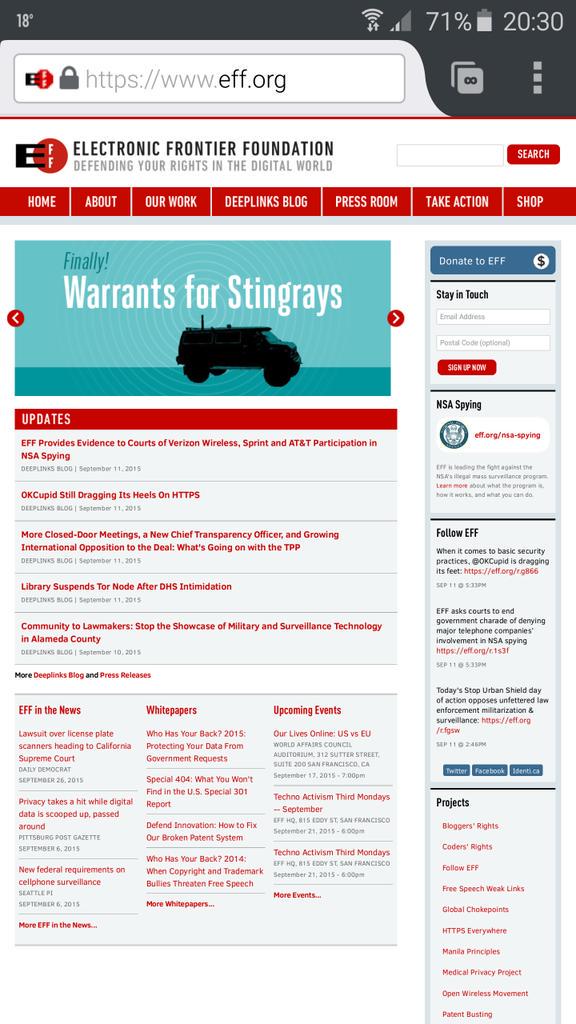 18°
71% 20:30
https://www.eff.org
∞
EFF
ELECTRONIC FRONTIER FOUNDATION
DEFENDING YOUR RIGHTS IN THE DIGITAL WORLD
SEARCH
HOME ABOUT OUR WORK DEEPLINKS BLOG PRESS ROOM TAKE ACTION SHOP
Finally!
Warrants for Stingrays
UPDATES
EFF Provides Evidence to Courts of Verizon Wireless, Sprint and AT&T Participation in
NSA Spying
DEEPLINKS BLOG | September 11, 2015
OKCupid Still Dragging Its Heels On HTTPS
DEEPLINKS BLOG | September 11, 2015
More Closed-Door Meetings, a New Chief Transparency Officer, and Growing
International Opposition to the Deal: What's Going on with the TPP
DEEPLINKS BLOG | September 11, 2015
Library Suspends Tor Node After DHS Intimidation
DEEPLINKS BLOG | September 11, 2015
Community to Lawmakers: Stop the Showcase of Military and Surveillance Technology
in Alameda County
DEEPLINKS BLOG | September 10, 2015
More Deeplinks Blog and Press Releases
EFF in the News
Lawsuit over license plate
scanners heading to California
Supreme Court
DAILY DEMOCRAT
SEPTEMBER 26, 2015
Privacy takes a hit while digital
data is scooped up, passed
around
PITTSBURG POST GAZETTE
SEPTEMBER 6, 2015
New federal requirements on
cellphone surveillance
SEATTLE PI
SEPTEMBER 6, 2015
More EFF in the News...
Whitepapers
Who Has Your Back? 2015:
Protecting Your Data From
Government Requests
Special 404: What You Won't
Find in the U.S. Special 301
Report
Defend Innovation: How to Fix
Our Broken Patent System
Who Has Your Back? 2014:
When Copyright and Trademark
Bullies Threaten Free Speech
More Whitepapers...
Upcoming Events
Our Lives Online: US vs EU
WORLD AFFAIRS COUNCIL
AUDITORIUM, 312 SUTTER STREET,
SUITE 200 SAN FRANCISCO, CA
September 17, 2015 - 7:00pm
Techno Activism Third Mondays
-- September
EFF HQ, 815 EDDY ST, SAN FRANCISCO
September 21, 2015 - 6:00pm
Techno Activism Third Mondays
EFF HQ, 815 EDDY ST, SAN FRANCISCO
September 21, 2015 - 6:00pm
More Events...
Donate to EFF $
Stay in Touch
Email Address
Postal Code (optional)
SIGN UP NOW
NSA Spying
eff.org/nsa-spying
EFF is leading the fight against the
NSA's illegal mass surveillance program.
Learn more about what the program is,
how it works, and what you can do.
Follow EFF
When it comes to basic security
practices, @OKCupid is dragging
its feet: https://eff.org/r.g866
SEP 11 @ 5:33PM
EFF asks courts to end
government charade of denying
major telephone companies'
involvement in NSA spying
https://eff.org/r.1s3f
SEP 11 @ 5:33PM
Today's Stop Urban Shield day
of action opposes unfettered law
enforcement militarization &
surveillance: https://eff.org
/r.fgsw
SEP 11 @ 2:46PM
Twitter Facebook Identi.ca
Projects
Bloggers' Rights
Coders' Rights
Follow EFF
Free Speech Weak Links
Global Chokepoints
HTTPS Everywhere
Manila Principles
Medical Privacy Project
Open Wireless Movement
Patent Busting